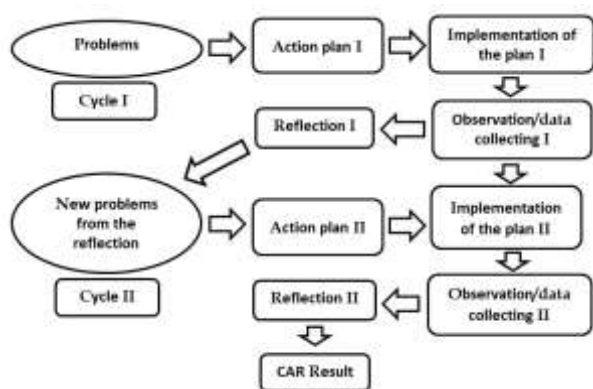 Problems
Action plan I
Implementation of
the plan I
Cycle I
Reflection I
Observation/data
collecting I
New problems
from the
reflection
Action plan II
Implementation
of the plan II
Cycle II
Reflection II
Observation/data
collecting II
CAR Result